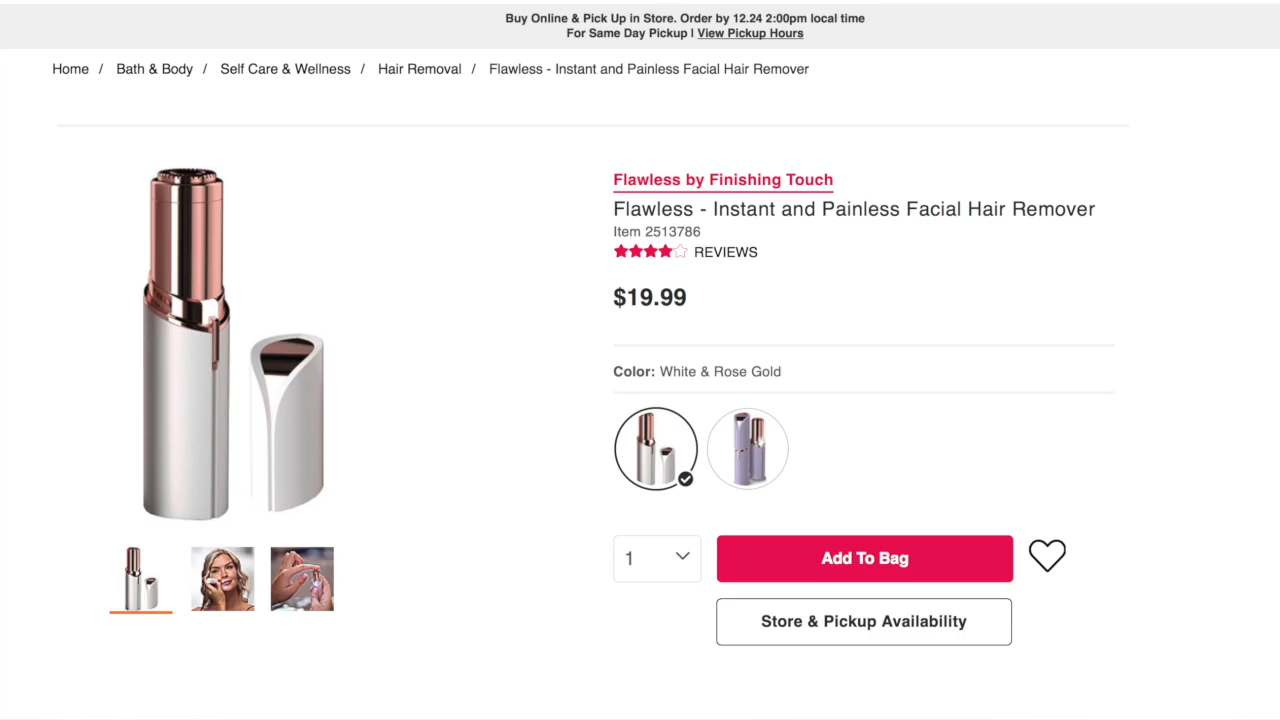 Buy Online & Pick Up in Store. Order by 12.24 2:00pm local time
For Same Day Pickup | View Pickup Hours
Home / Bath & Body / Self Care & Wellness / Hair Removal / Flawless - Instant and Painless Facial Hair Remover
Flawless by Finishing Touch
Flawless - Instant and Painless Facial Hair Remover
Item 2513786
REVIEWS
$19.99
Color: White & Rose Gold
1
Add To Bag
Store & Pickup Availability